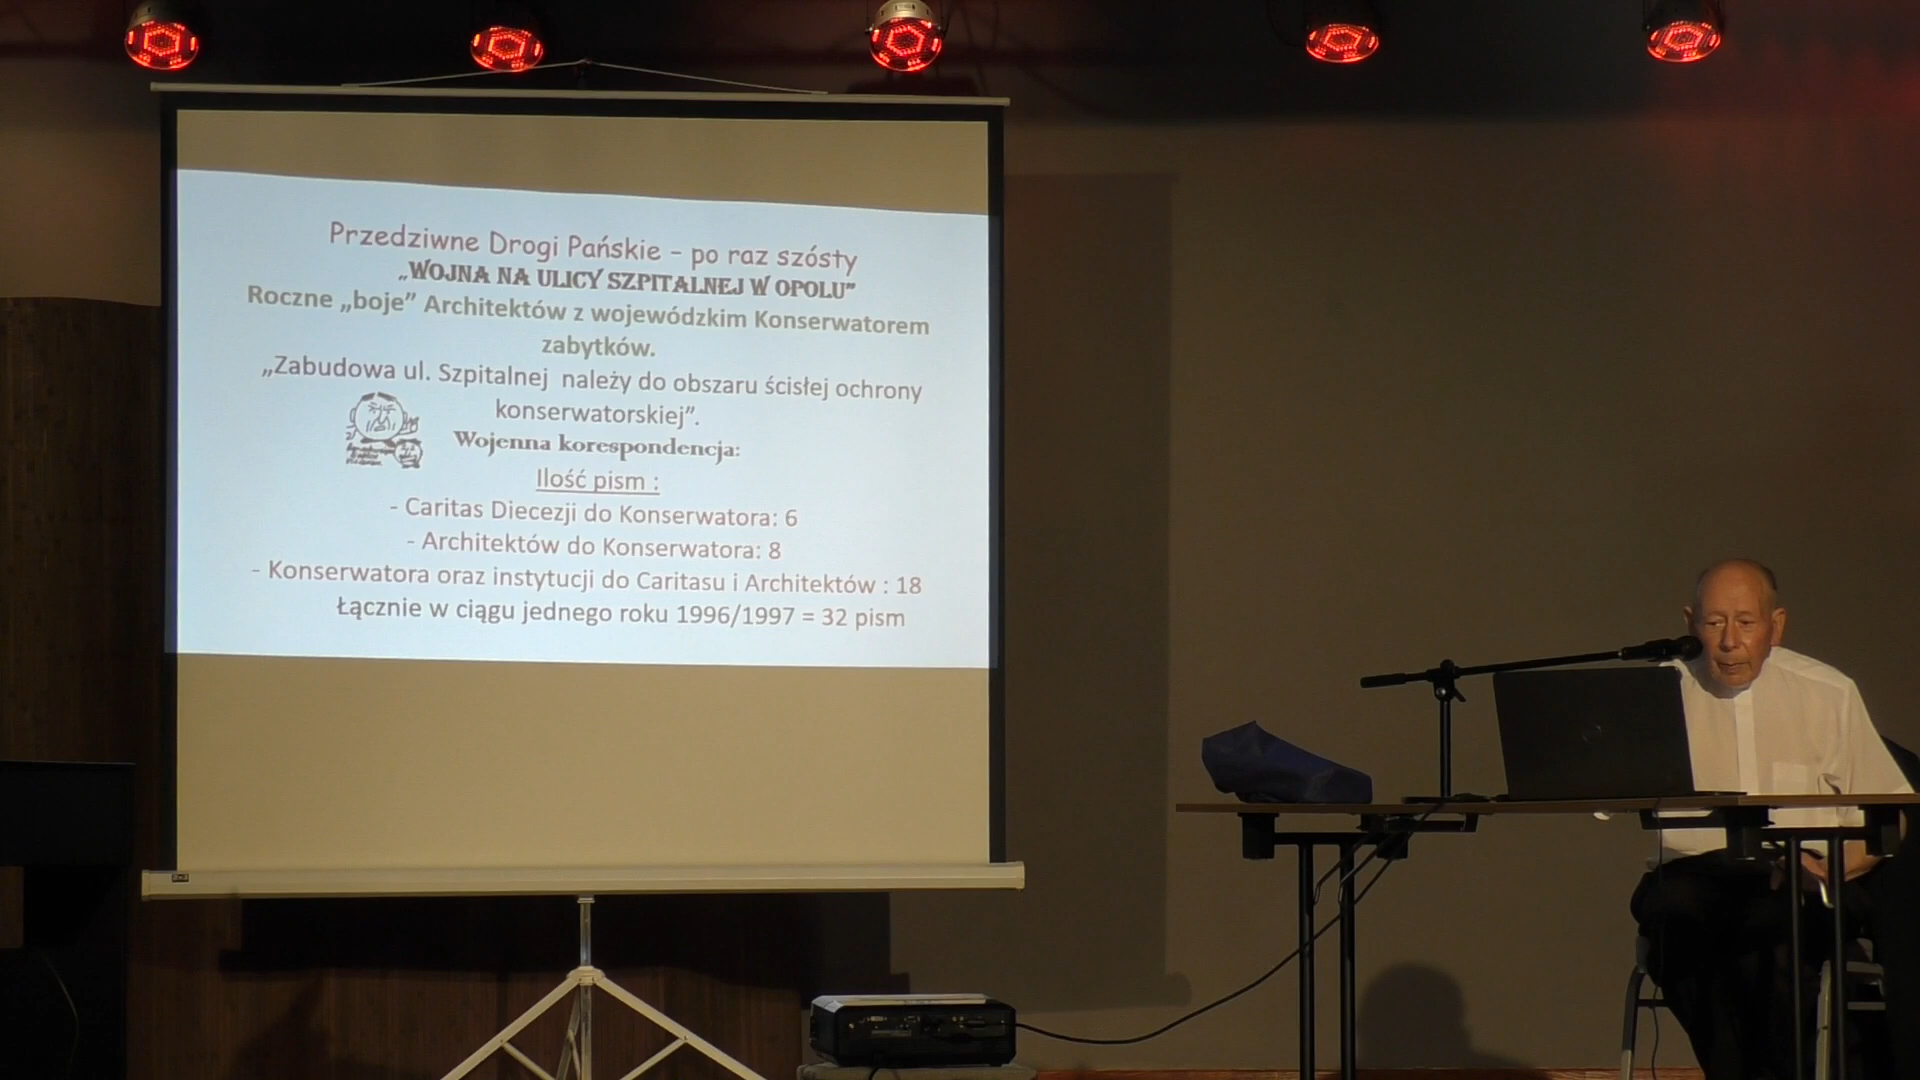 Przedziwne Drogi Pańskie - po raz szósty
„WOJNA NA ULICY SZPITALNEJ W OPOLU”
Roczne „boje” Architektów z wojewódzkim Konserwatorem
zabytków.
„Zabudowa ul. Szpitalnej należy do obszaru ścisłej ochrony
konserwatorskiej”.
Wojenna korespondencja:
Ilość pism :
- Caritas Diecezji do Konserwatora: 6
- Architektów do Konserwatora: 8
- Konserwatora oraz instytucji do Caritasu i Architektów : 18
Łącznie w ciągu jednego roku 1996/1997 = 32 pism